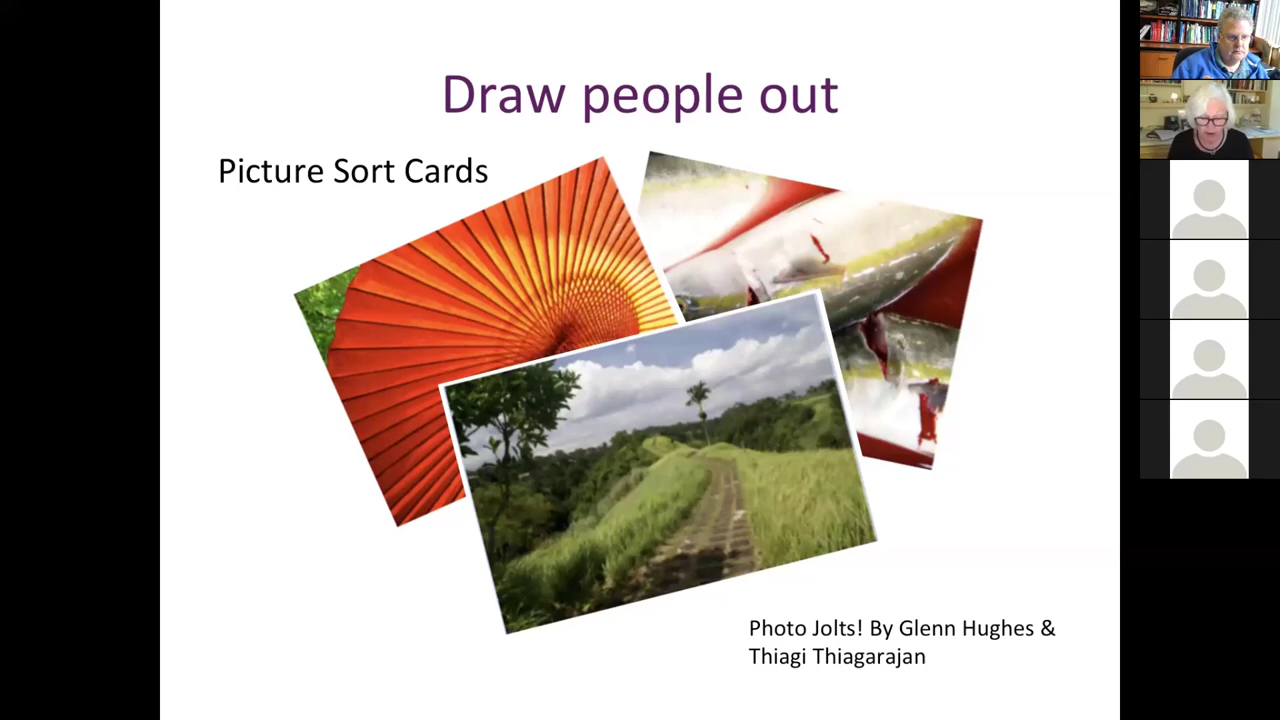 Draw people out
Picture Sort Cards
Photo Jolts! By Glenn Hughes &
Thiagi Thiagarajan